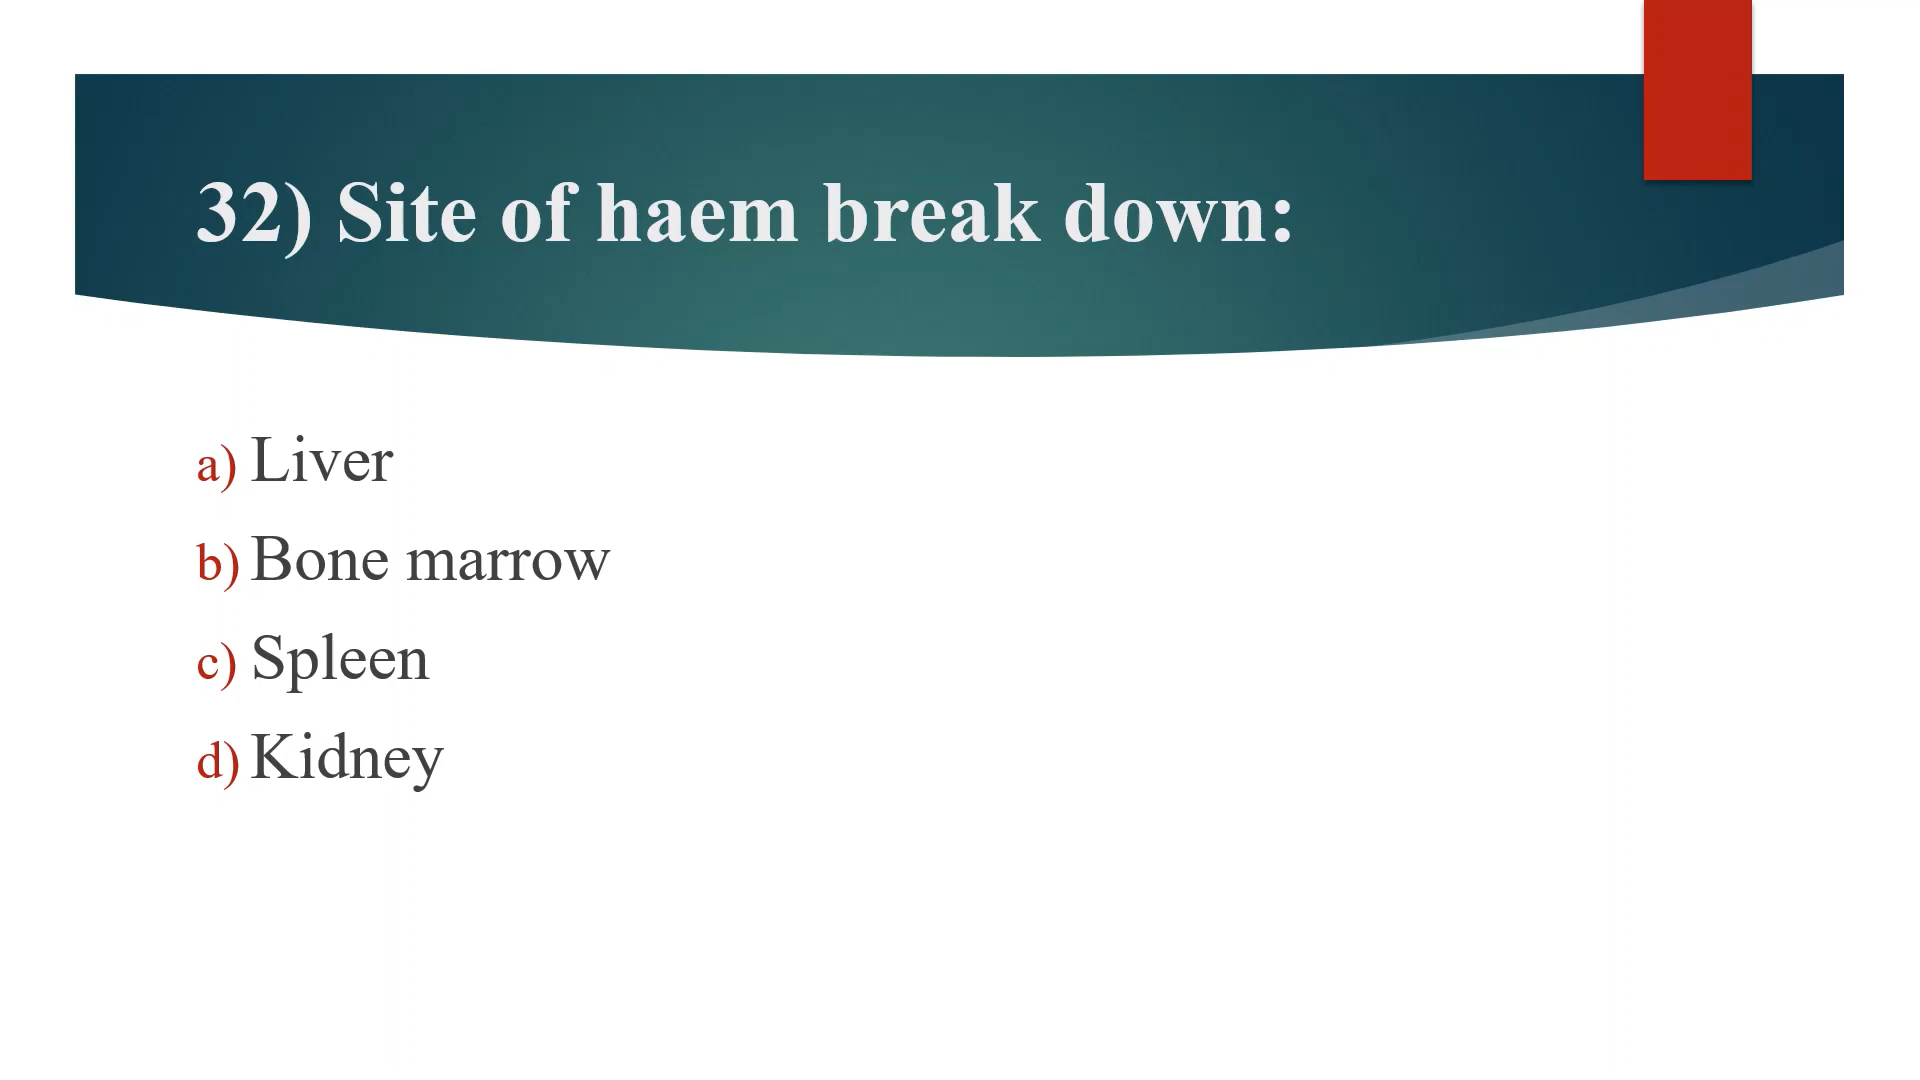 32) Site of haem break down:
a) Liver
b) Bone marrow
c) Spleen
d) Kidney